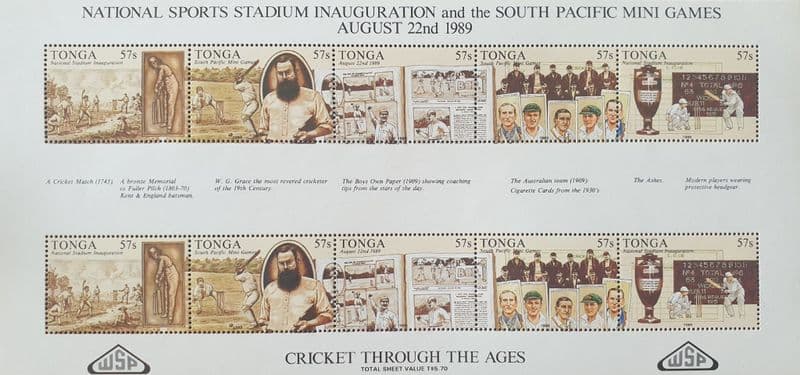 NATIONAL SPORTS STADIUM INAUGURATION and the SOUTH PACIFIC MINI GAMES
AUGUST 22nd 1989
TONGA 57s TONGA 57s TONGA 57s TONGA 57s TONGA 57s
National Stadium Inauguration South Pacific Mini Games August 22nd 1989 South Pacific Mini Games National Stadium Inauguration
A Cricket Match (1743). A bronze Memorial to Fuller Pilch (1803-70) Kent & England batsman.
W. G. Grace the most revered cricketer of the 19th Century.
The Boys Own Paper (1909) showing coaching tips from the stars of the day.
The Australian team (1909) Cigarette Cards from the 1930's
The Ashes.
Modern players wearing protective headgear.
TONGA 57s TONGA 57s TONGA 57s TONGA 57s TONGA 57s
National Stadium Inauguration South Pacific Mini Games August 22nd 1989 South Pacific Mini Games National Stadium Inauguration
WSP
CRICKET THROUGH THE AGES
TOTAL SHEET VALUE T$5.70
WSP